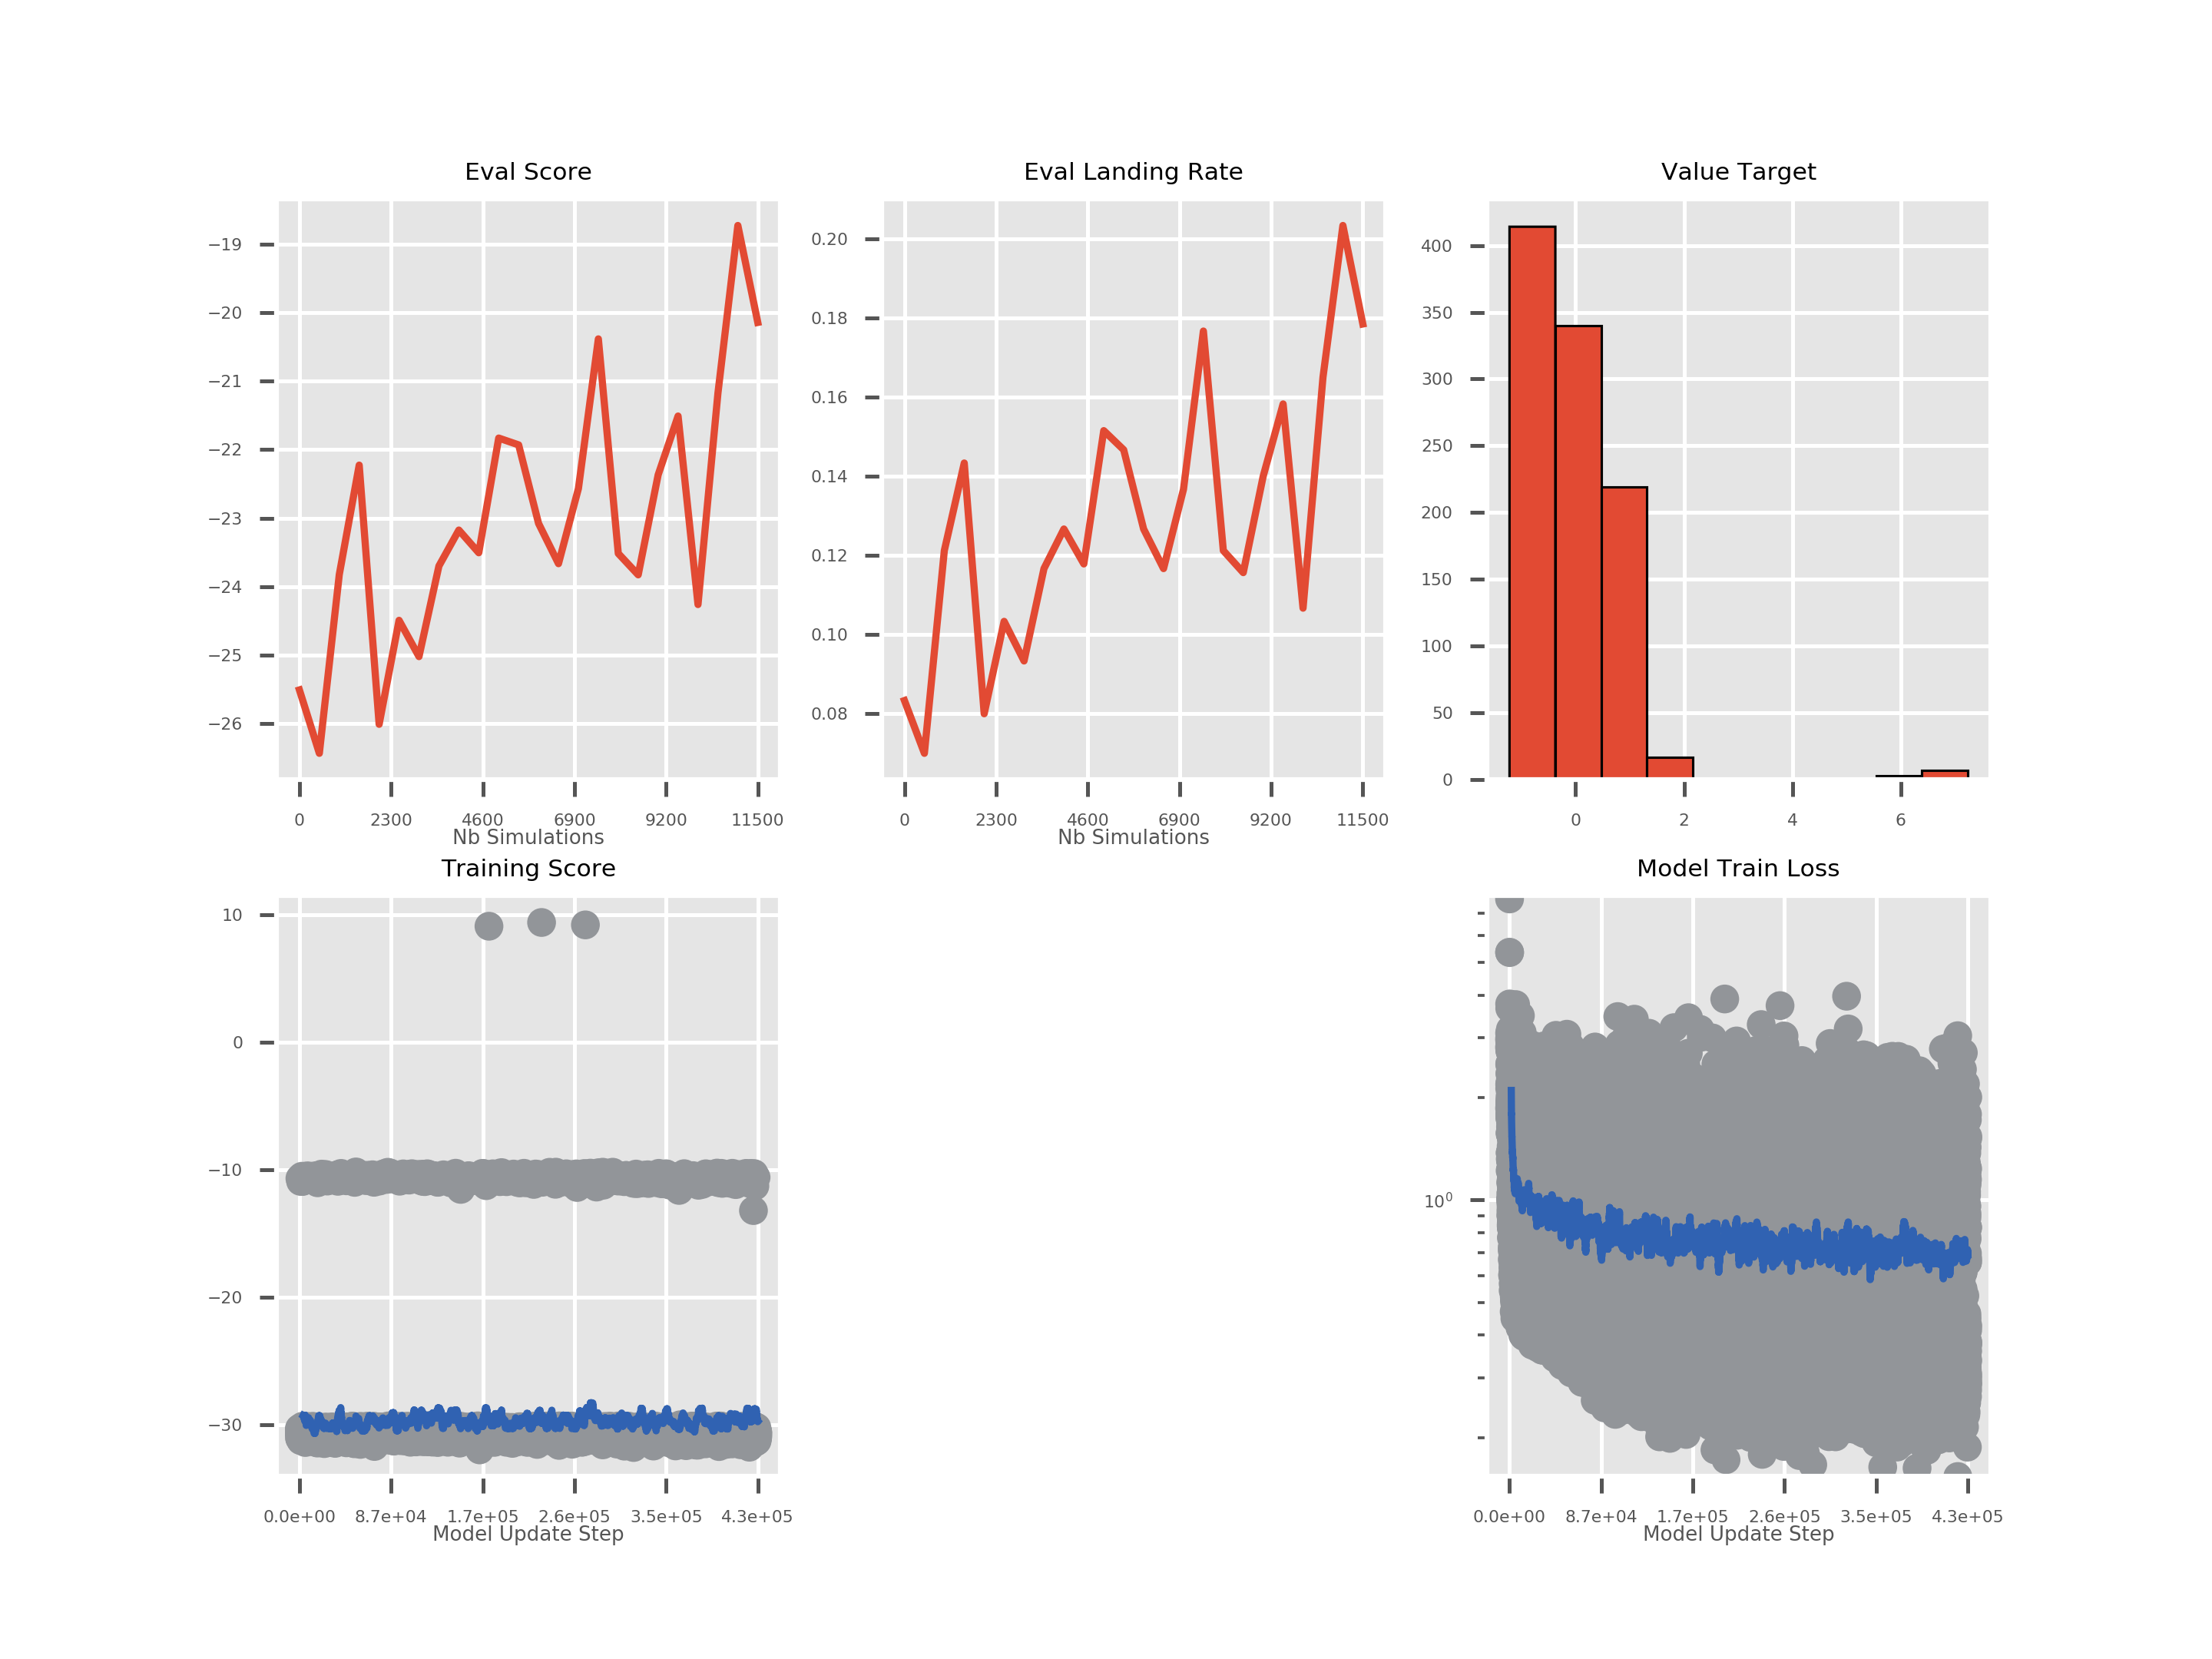 Eval Score
−19
−20
−21
−22
−23
−24
−25
−26
0 2300 4600 6900 9200 11500
Nb Simulations
Eval Landing Rate
0.20
0.18
0.16
0.14
0.12
0.10
0.08
0 2300 4600 6900 9200 11500
Nb Simulations
Value Target
400
350
300
250
200
150
100
50
0
0 2 4 6
Training Score
10
0
−10
−20
−30
0.0e+00 8.7e+04 1.7e+05 2.6e+05 3.5e+05 4.3e+05
Model Update Step
Model Train Loss
10⁰
0.0e+00 8.7e+04 1.7e+05 2.6e+05 3.5e+05 4.3e+05
Model Update Step